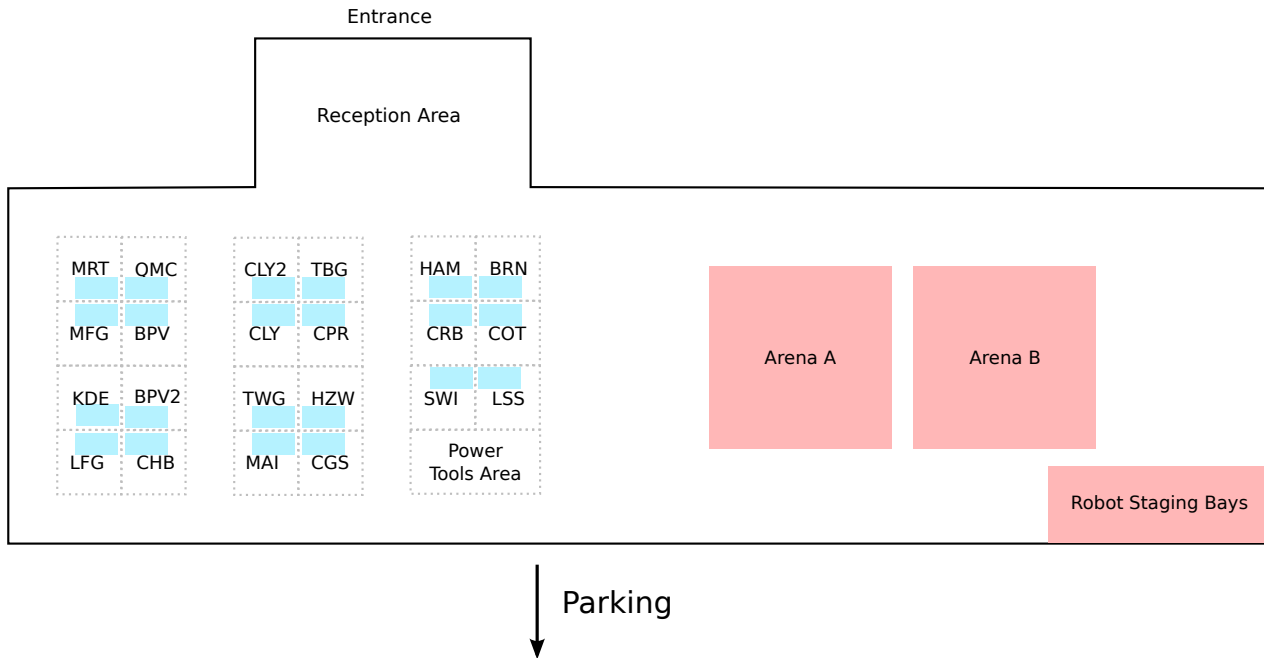 Entrance
Reception Area
MRT QMC
MFG BPV
KDE BPV2
LFG CHB
CLY2 TBG
CLY CPR
TWG HZW
MAI CGS
HAM BRN
CRB COT
SWI LSS
Power
Tools Area
Arena A
Arena B
Robot Staging Bays
Parking